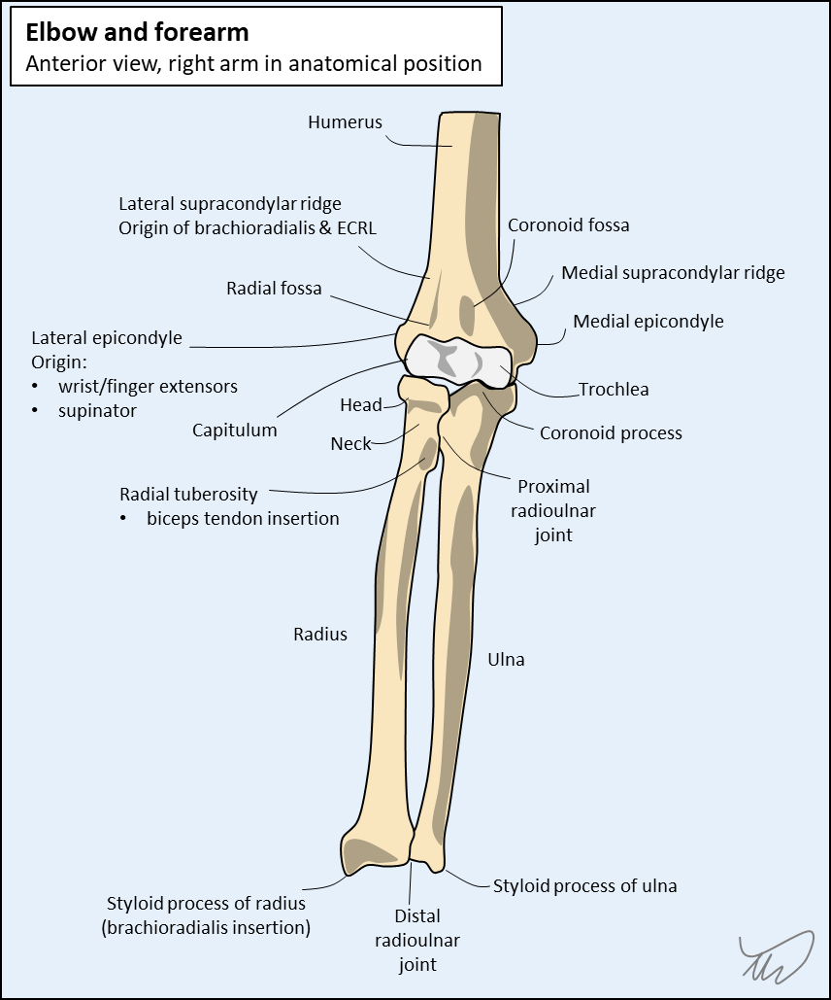 Elbow and forearm
Anterior view, right arm in anatomical position
Humerus
Lateral supracondylar ridge
Origin of brachioradialis & ECRL
Coronoid fossa
Medial supracondylar ridge
Radial fossa
Medial epicondyle
Lateral epicondyle
Origin:
• wrist/finger extensors
• supinator
Trochlea
Head
Capitulum
Coronoid process
Neck
Proximal
radioulnar
joint
Radial tuberosity
• biceps tendon insertion
Radius
Ulna
Styloid process of ulna
Styloid process of radius
(brachioradialis insertion)
Distal
radioulnar
joint